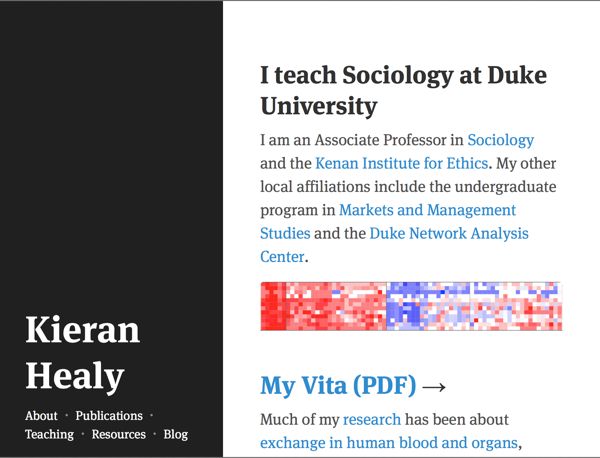 Kieran
Healy
About · Publications ·
Teaching · Resources · Blog
I teach Sociology at Duke
University
I am an Associate Professor in Sociology
and the Kenan Institute for Ethics. My other
local affiliations include the undergraduate
program in Markets and Management
Studies and the Duke Network Analysis
Center.
My Vita (PDF) →
Much of my research has been about
exchange in human blood and organs,